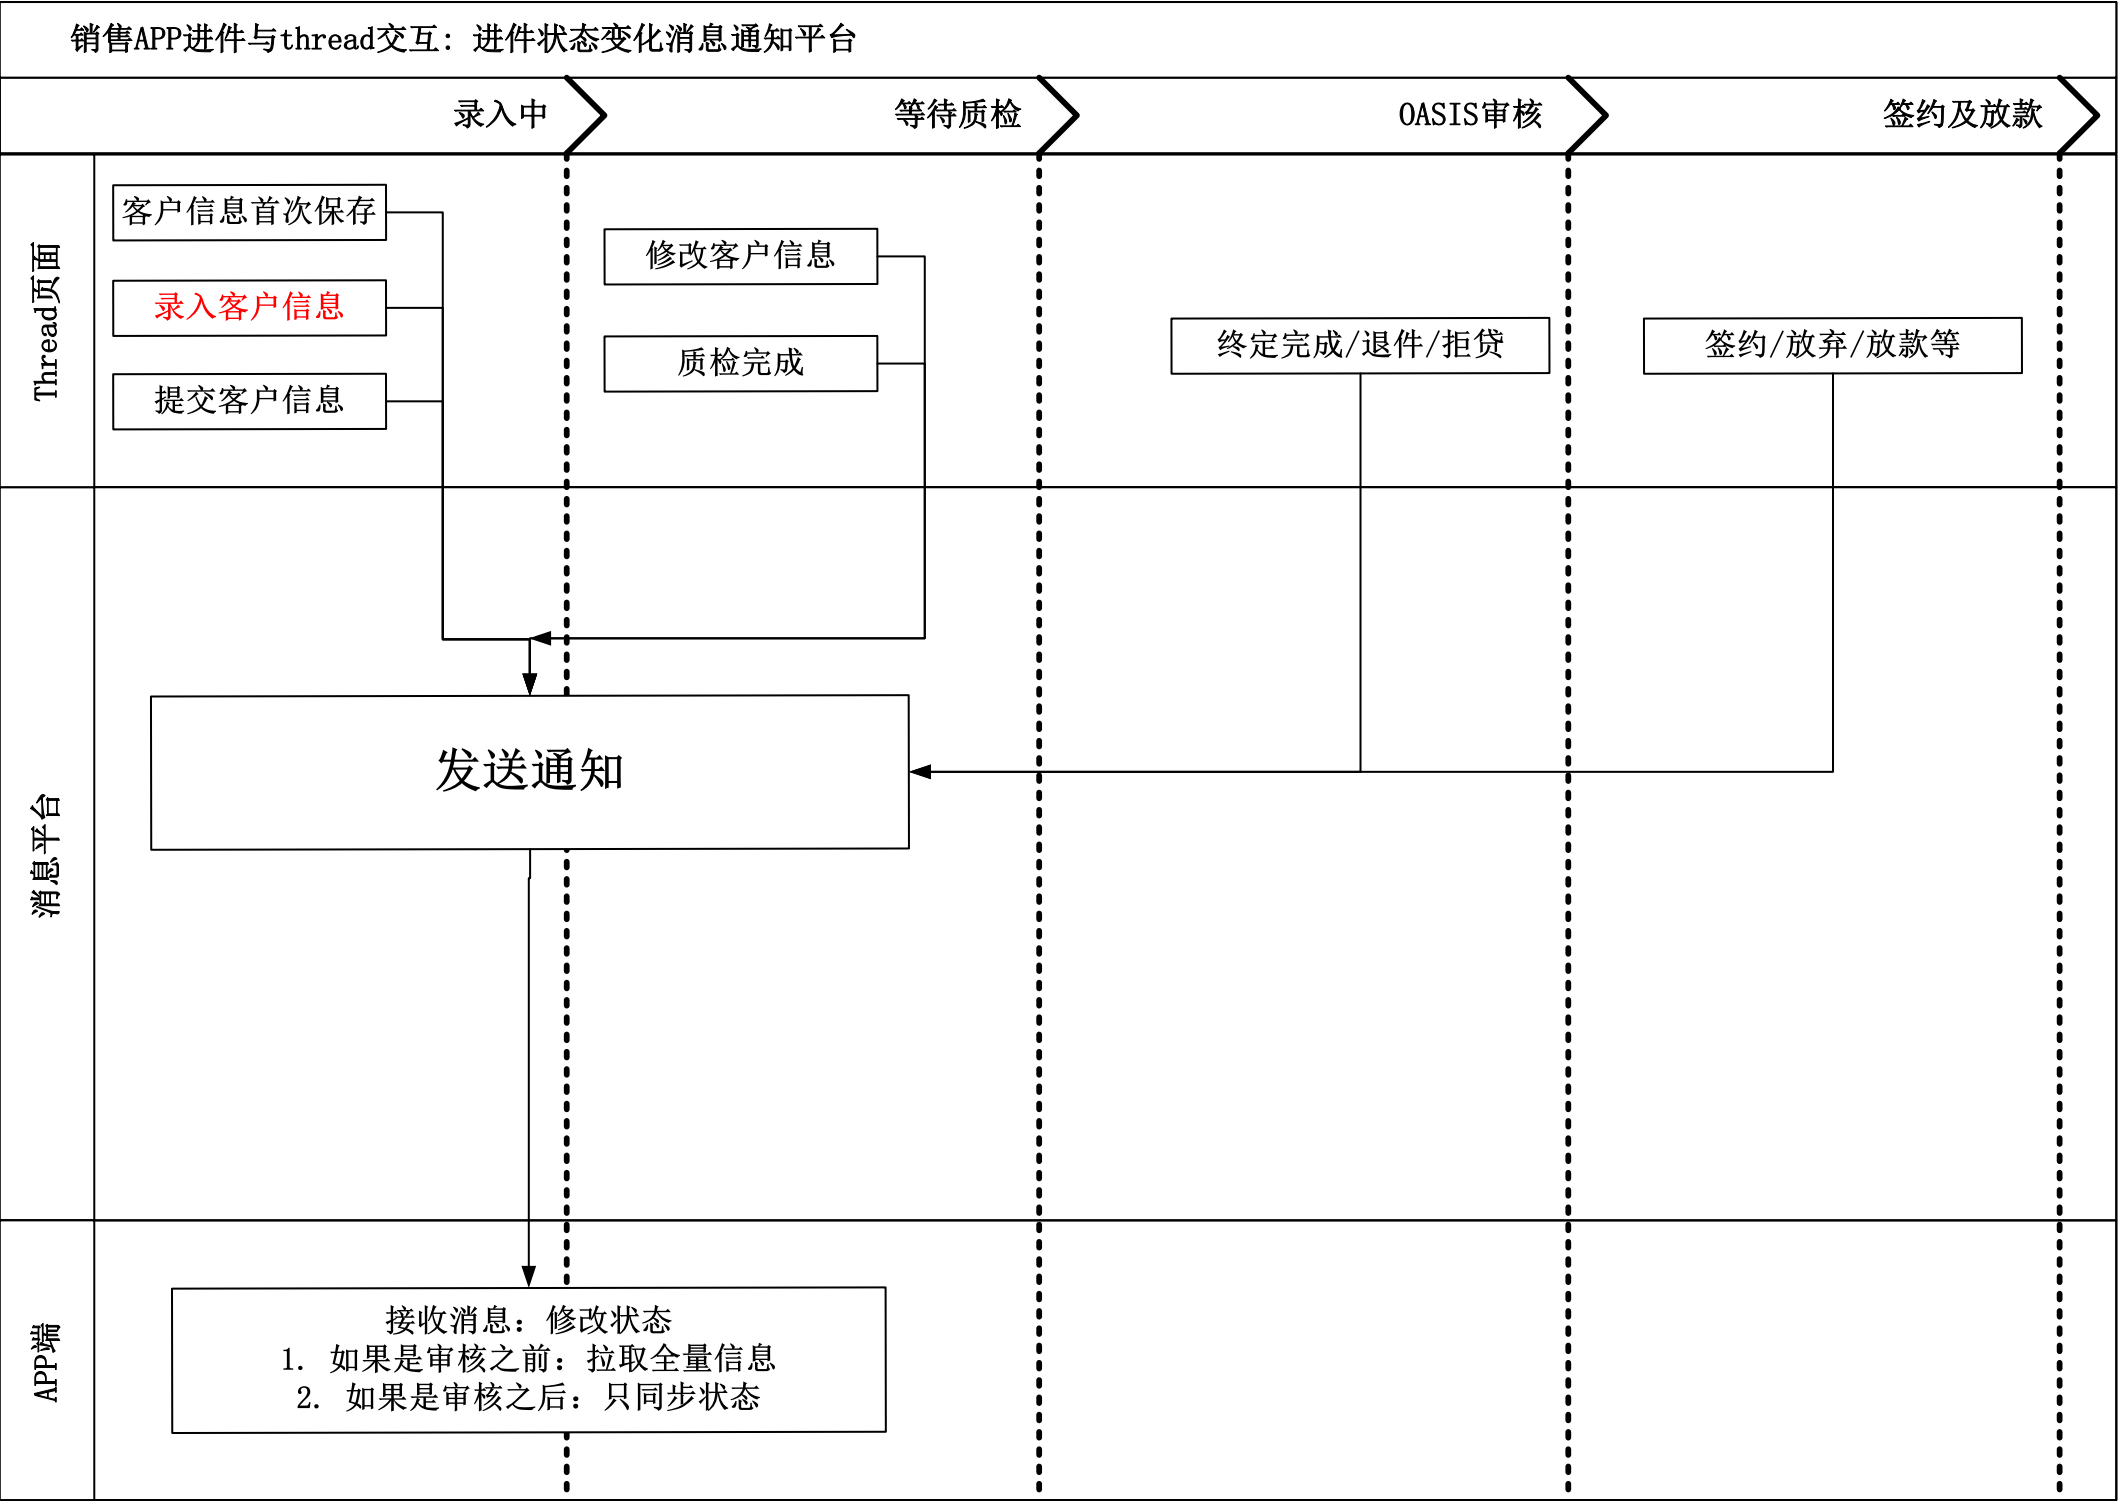 销售APP进件与thread交互：进件状态变化消息通知平台
录入中
等待质检
OASIS审核
签约及放款
Thread页面
客户信息首次保存
录入客户信息
提交客户信息
修改客户信息
质检完成
终定完成/退件/拒贷
签约/放弃/放款等
消息平台
发送通知
APP端
接收消息：修改状态
1. 如果是审核之前：拉取全量信息
2. 如果是审核之后：只同步状态